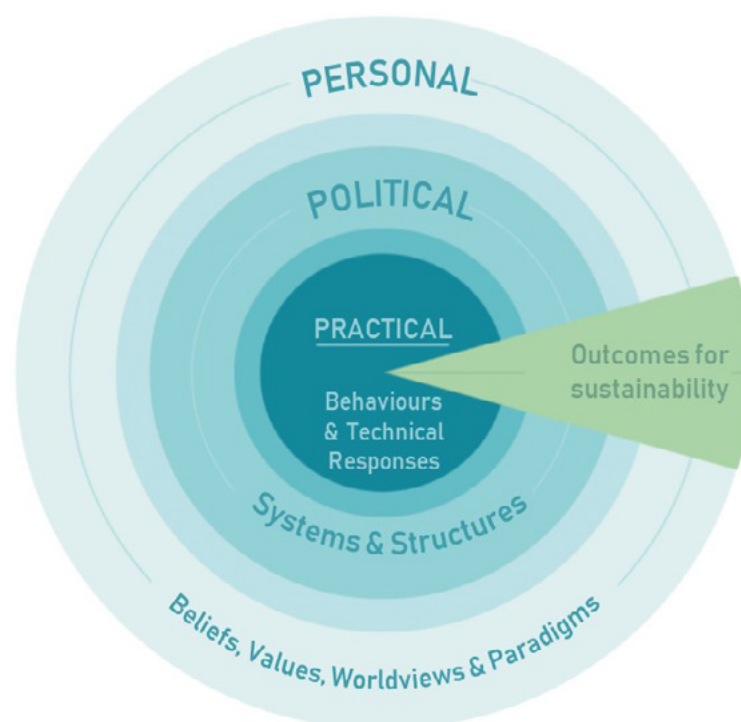 PERSONAL
POLITICAL
PRACTICAL
Behaviours
& Technical
Responses
Outcomes for
sustainability
Systems & Structures
Beliefs, Values, Worldviews & Paradigms